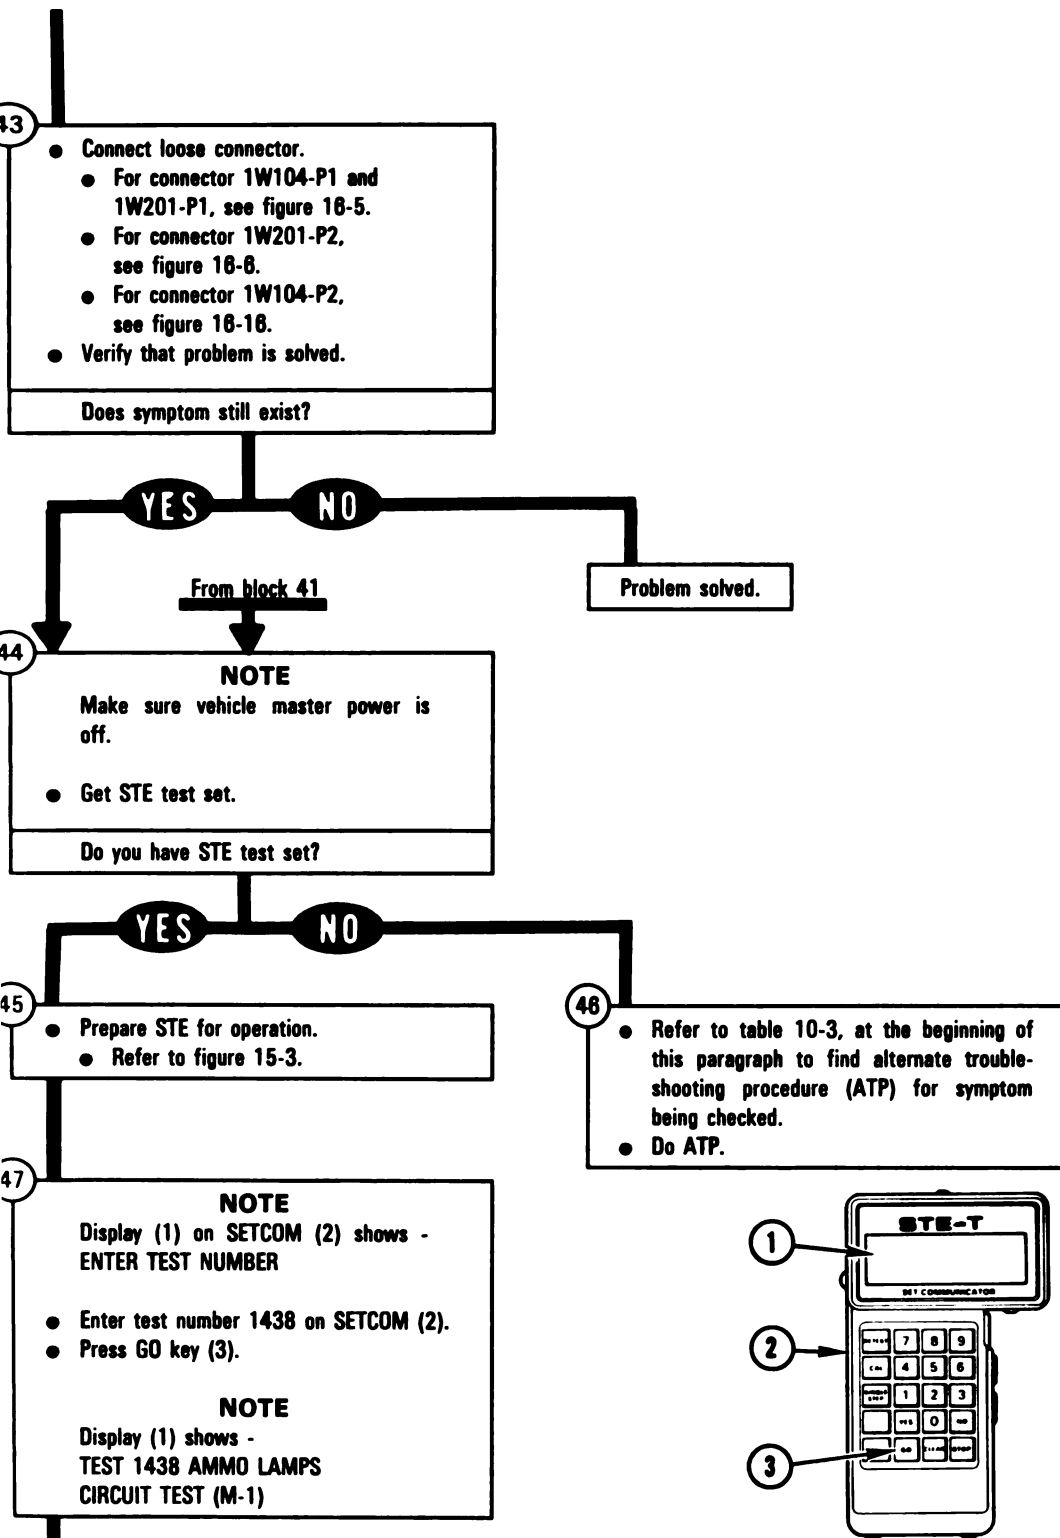 43
● Connect loose connector.
● For connector 1W104-P1 and
1W201-P1, see figure 16-5.
● For connector 1W201-P2,
see figure 16-6.
● For connector 1W104-P2,
see figure 16-16.
● Verify that problem is solved.
Does symptom still exist?
YES NO
From block 41
Problem solved.
44
NOTE
Make sure vehicle master power is
off.
● Get STE test set.
Do you have STE test set?
YES NO
45
● Prepare STE for operation.
● Refer to figure 15-3.
46
● Refer to table 10-3, at the beginning of
this paragraph to find alternate trouble-
shooting procedure (ATP) for symptom
being checked.
● Do ATP.
47
NOTE
Display (1) on SETCOM (2) shows -
ENTER TEST NUMBER
● Enter test number 1438 on SETCOM (2).
● Press GO key (3).
NOTE
Display (1) shows -
TEST 1438 AMMO LAMPS
CIRCUIT TEST (M-1)
1
STE-T
SET COMMUNICATOR
2
7 8 9
4 5 6
1 2 3
YES 0 NO
3
GO STOP